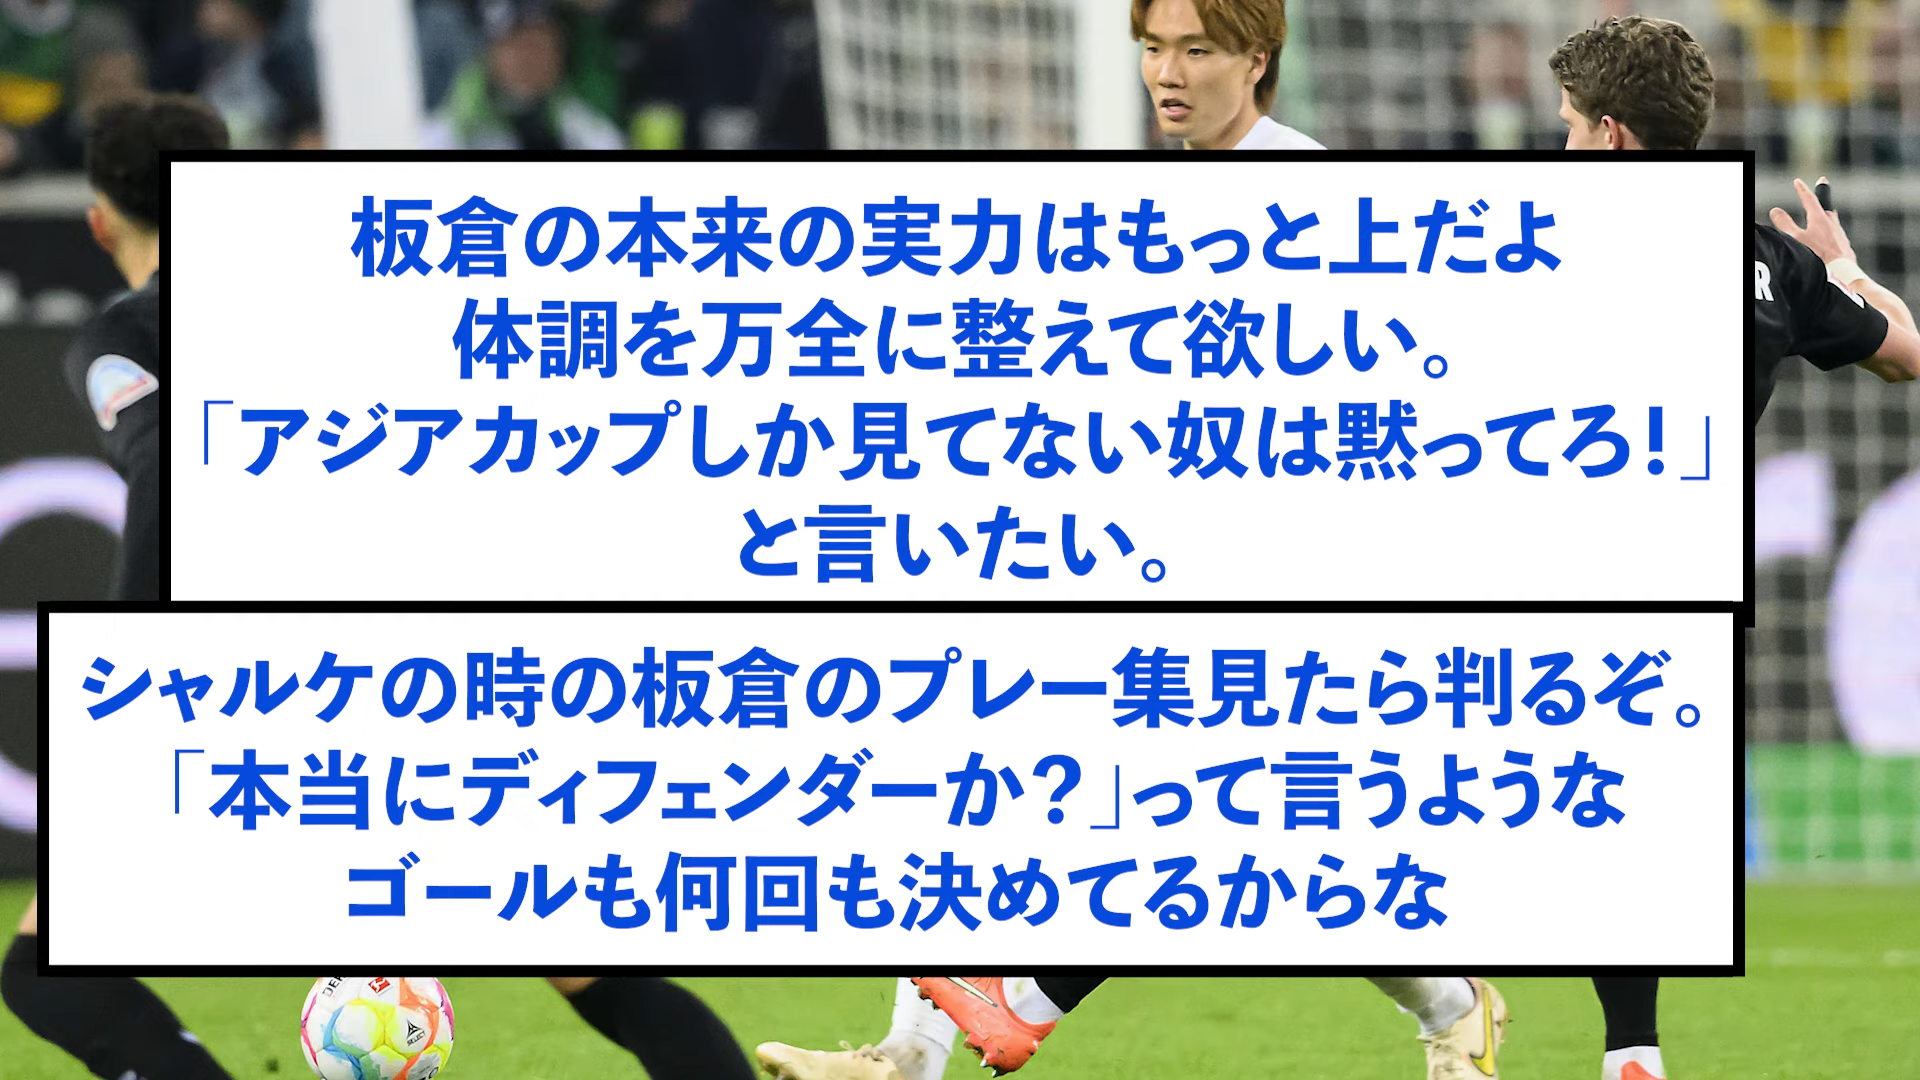 板倉の本来の実力はもっと上だよ
体調を万全に整えて欲しい。
「アジアカップしか見てない奴は黙ってろ!」
と言いたい。
シャルケの時の板倉のプレー集見たら判るぞ。
「本当にディフェンダーか?」って言うような
ゴールも何回も決めてるからな
R
SELECT